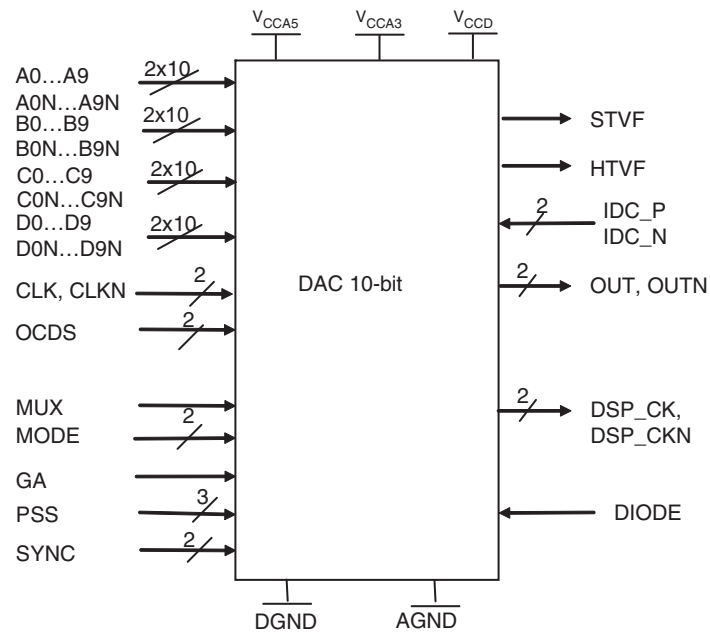 VCCA5 VCCA3 VCCD
A0...A9 2x10
A0N...A9N
B0...B9 2x10
B0N...B9N
C0...C9 2x10
C0N...C9N
D0...D9 2x10
D0N...D9N
CLK, CLKN 2
OCDS 2
MUX
MODE 2
GA
PSS 3
SYNC 2
DAC 10-bit
STVF
HTVF
2 IDC_P
IDC_N
2 OUT, OUTN
2 DSP_CK,
DSP_CKN
DIODE
DGND AGND